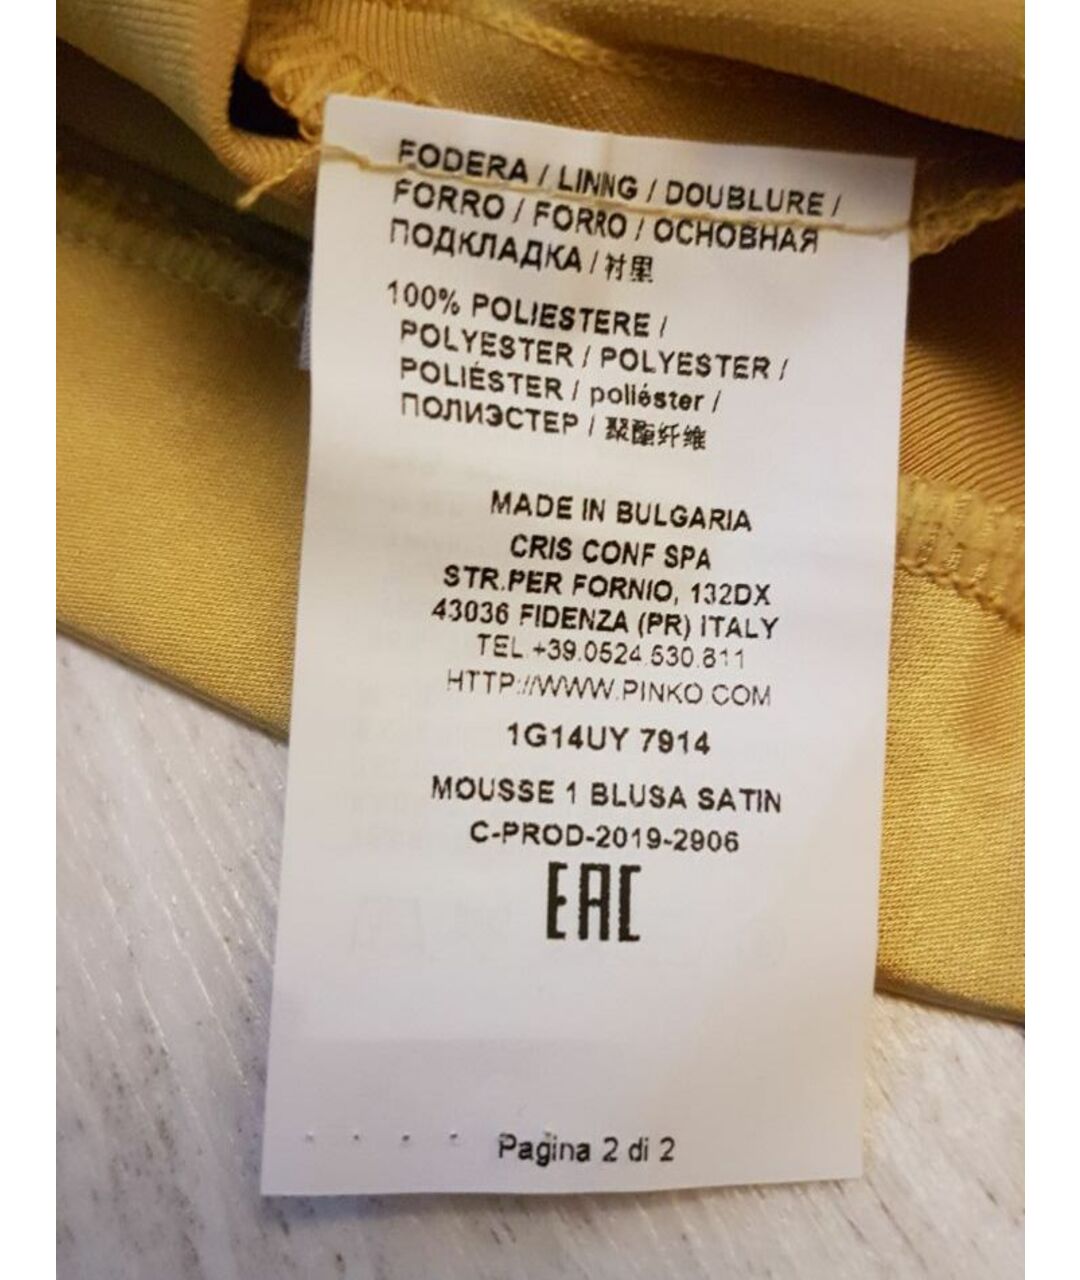 FODERA / LINNG / DOUBLURE /
FORRO / FORRO / ОСНОВНАЯ
ПОДКЛАДКА / 衬里
100% POLIESTERE /
POLYESTER / POLYESTER /
POLIÉSTER / poliéster /
ПОЛИЭСТЕР / 聚酯纤维
MADE IN BULGARIA
CRIS CONF SPA
STR.PER FORNIO, 132DX
43036 FIDENZA (PR) ITALY
TEL.+39.0524.530.811
HTTP://WWW.PINKO.COM
1G14UY 7914
MOUSSE 1 BLUSA SATIN
C-PROD-2019-2906
EAC
Pagina 2 di 2